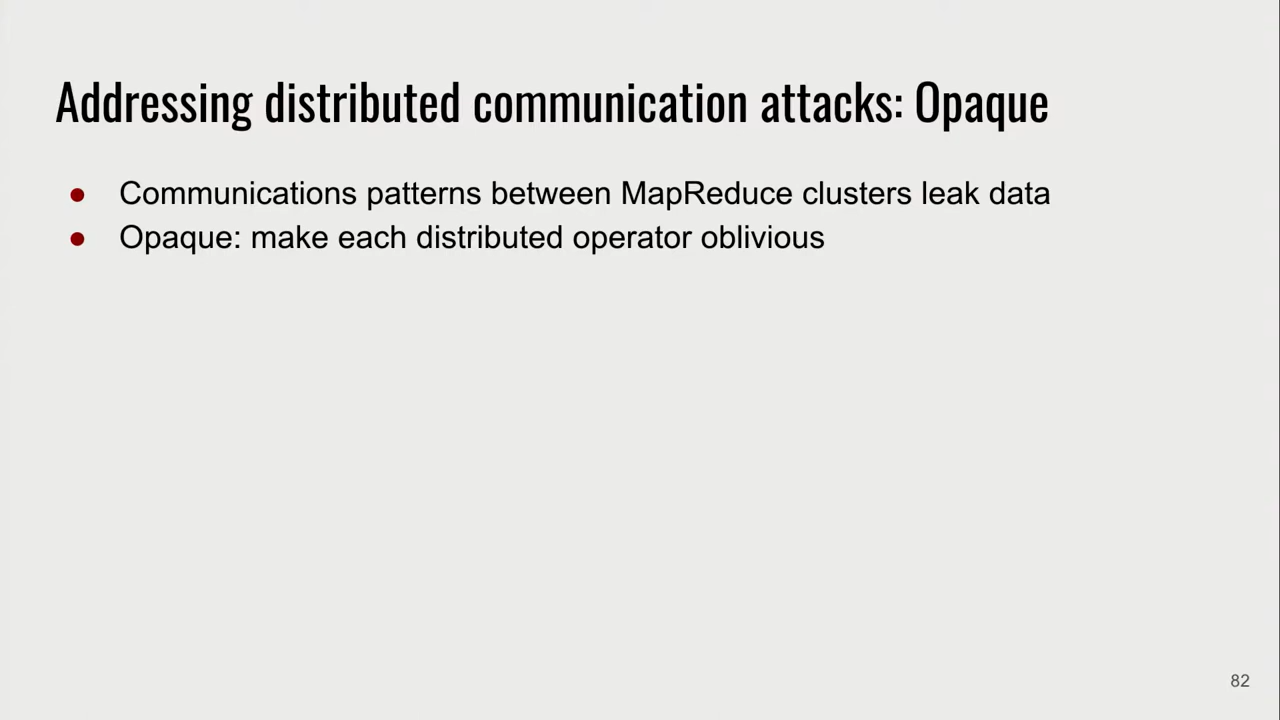 Addressing distributed communication attacks: Opaque
● Communications patterns between MapReduce clusters leak data
● Opaque: make each distributed operator oblivious
82